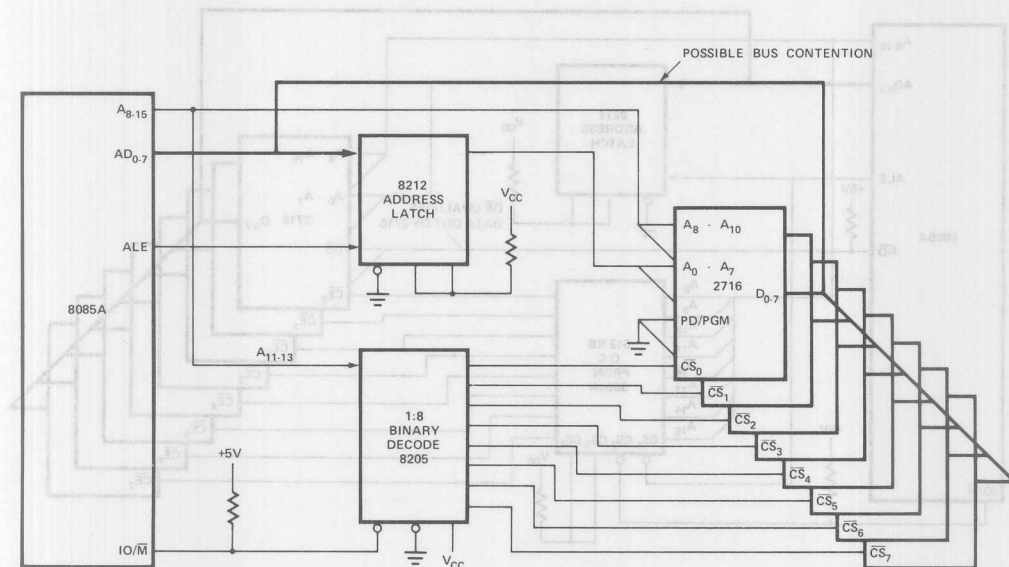 POSSIBLE BUS CONTENTION
A8-15
AD0-7
8212
ADDRESS
LATCH
VCC
ALE
A8 - A10
A0 - A7
2716
D0-7
PD/PGM
8085A
A11-13
CS0
CS1
CS2
CS3
CS4
CS5
CS6
CS7
1:8
BINARY
DECODE
8205
+5V
IO/M
VCC